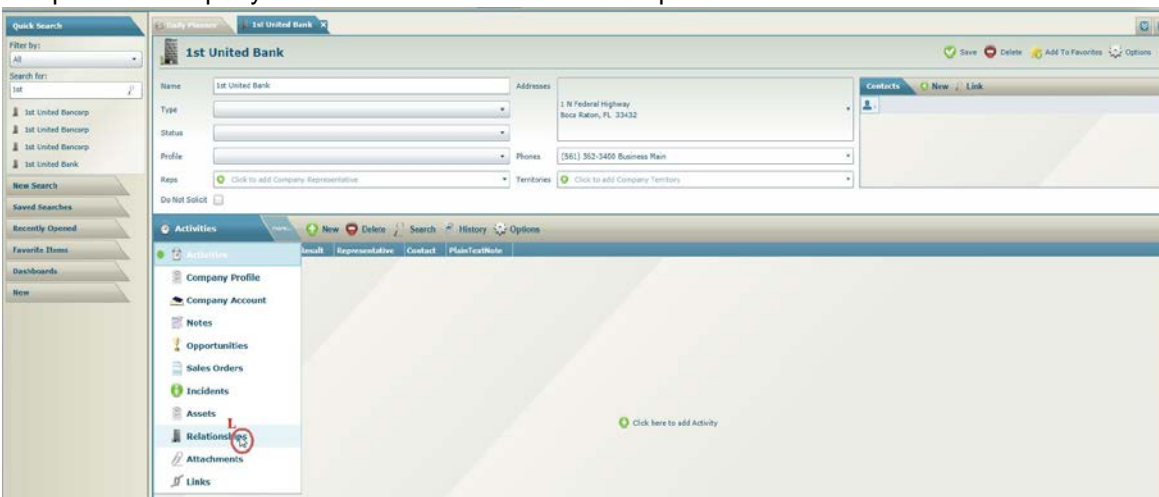 Quick Search
Daily Planner
1st United Bank X
Filter by:
All
1st United Bank
Save Delete Add To Favorites Options
Search for:
1st
Name 1st United Bank
Addresses
1 N Federal Highway
Boca Raton, FL 33432
Contacts New Link
1st United Bancorp
1st United Bancorp
1st United Bancorp
1st United Bank
Type
Status
Profile
Phones (561) 362-3400 Business Main
Reps Click to add Company Representative
Territories Click to add Company Territory
Do Not Solicit
New Search
Saved Searches
Recently Opened
Favorite Items
Dashboards
New
Activities more... New Delete Search History Options
Activities
Result Representative Contact PlainTextNote
Company Profile
Company Account
Notes
Opportunities
Sales Orders
Incidents
Assets
Click here to add Activity
L
Relationships
Attachments
Links